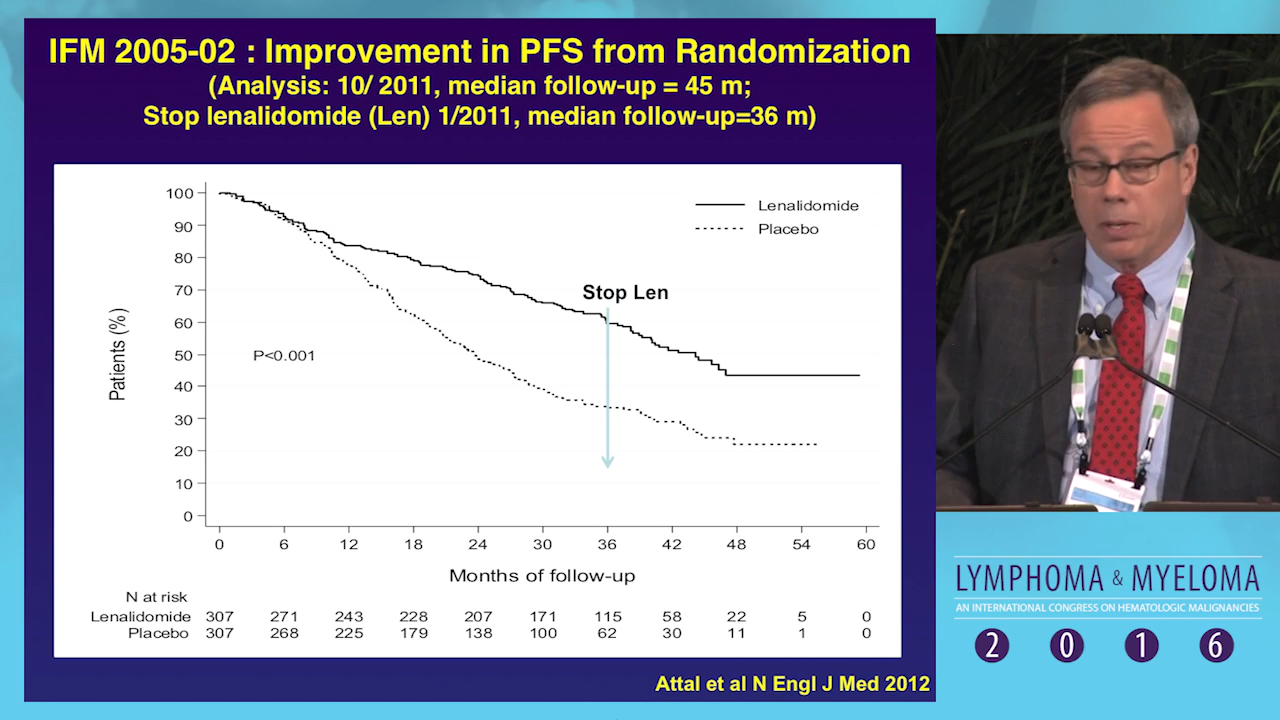 IFM 2005-02 : Improvement in PFS from Randomization
(Analysis: 10/ 2011, median follow-up = 45 m;
Stop lenalidomide (Len) 1/2011, median follow-up=36 m)
Lenalidomide
Placebo
Stop Len
P<0.001
Patients (%)
100
90
80
70
60
50
40
30
20
10
0
0 6 12 18 24 30 36 42 48 54 60
Months of follow-up
N at risk
Lenalidomide 307 271 243 228 207 171 115 58 22 5 0
Placebo 307 268 225 179 138 100 62 30 11 1 0
Attal et al N Engl J Med 2012
LYMPHOMA & MYELOMA
AN INTERNATIONAL CONGRESS ON HEMATOLOGIC MALIGNANCIES
2 0 1 6